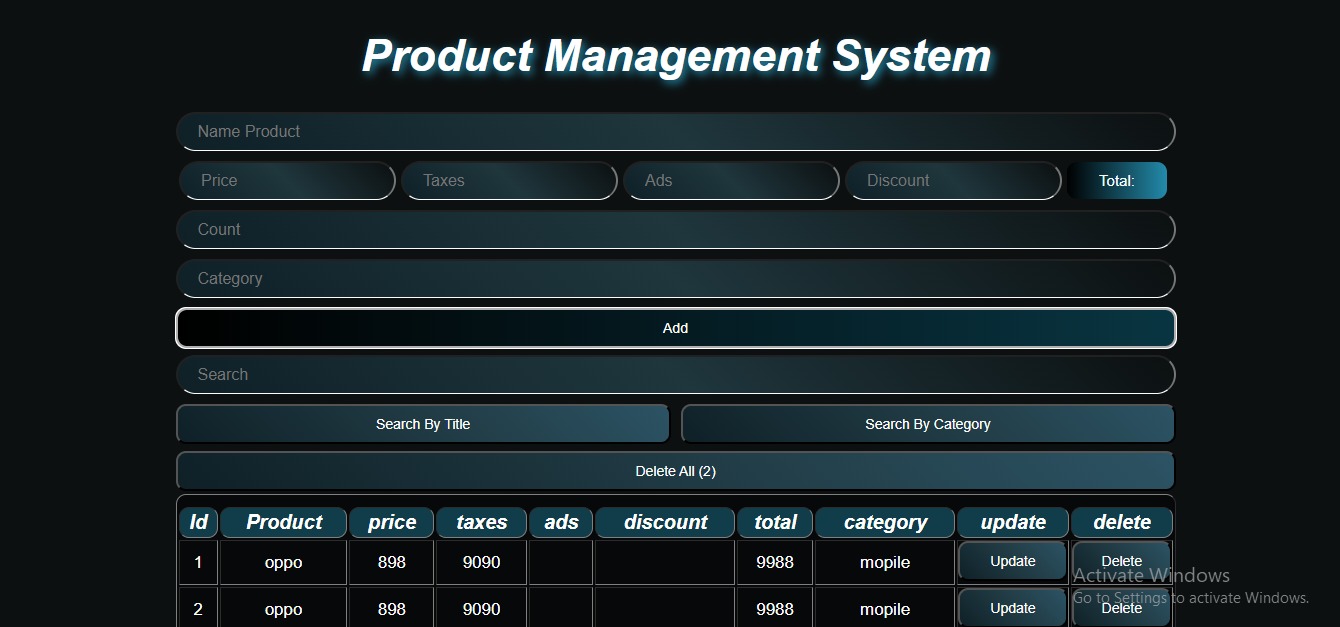 Product Management System
Name Product
Price Taxes Ads Discount Total:
Count
Category
Add
Search
Search By Title Search By Category
Delete All (2)
Id Product price taxes ads discount total category update delete
1 oppo 898 9090 9988 mopile Update Delete
Activate Windows
Go to Settings to activate Windows.
2 oppo 898 9090 9988 mopile Update Delete